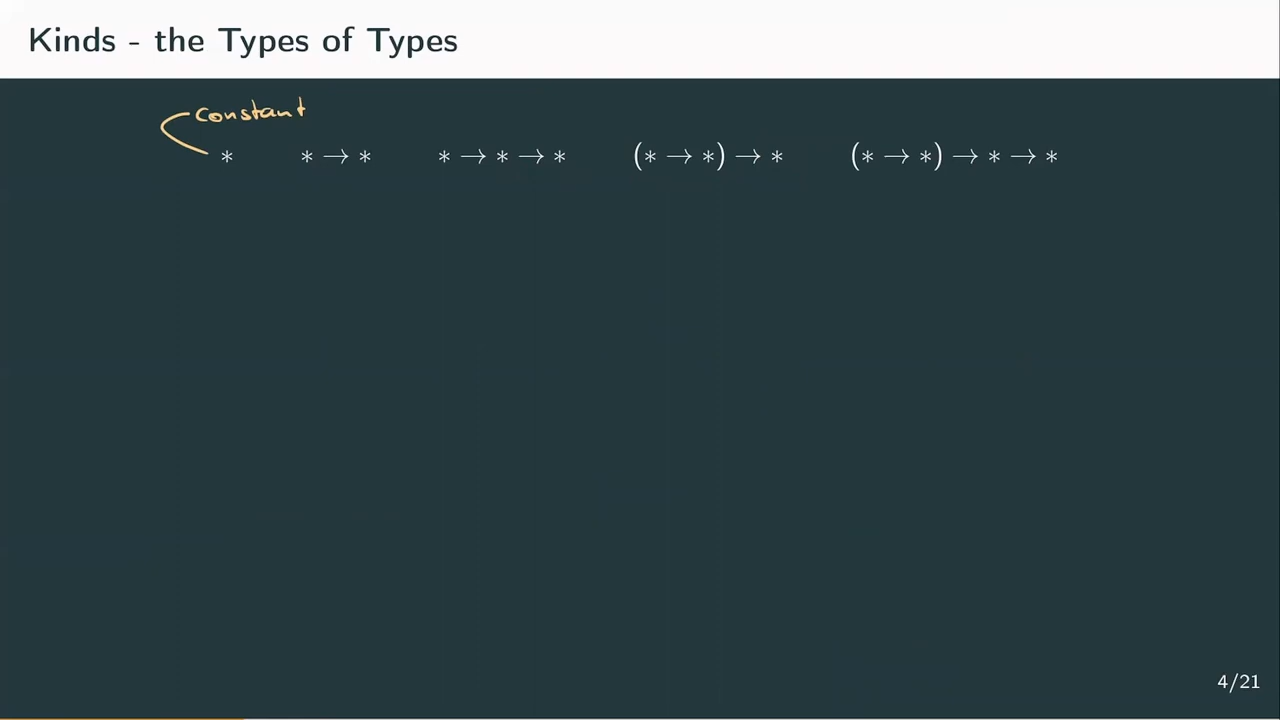 Kinds - the Types of Types
constant
* * → * * → * → * (* → *) → * (* → *) → * → *
4/21